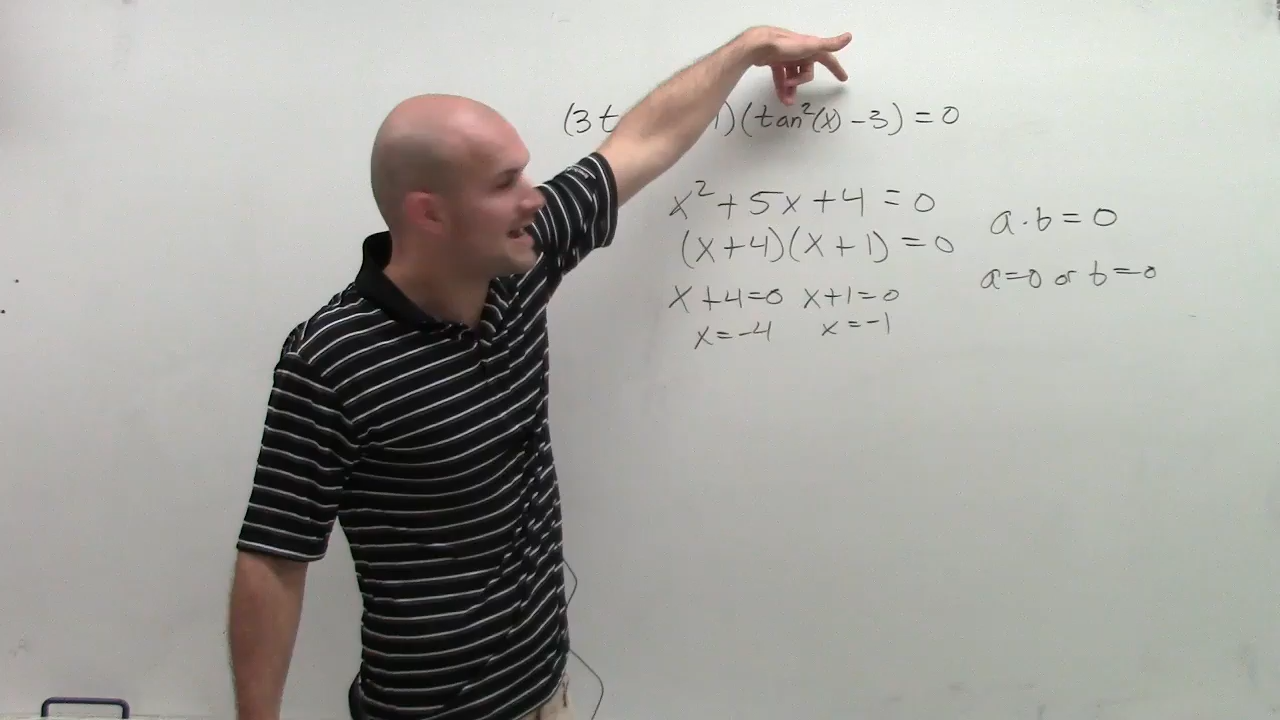 (3t 1)(tan²(x) - 3) = 0
x² + 5x + 4 = 0
(x + 4)(x + 1) = 0
x + 4 = 0 x + 1 = 0
x = -4 x = -1
a · b = 0
a = 0 or b = 0